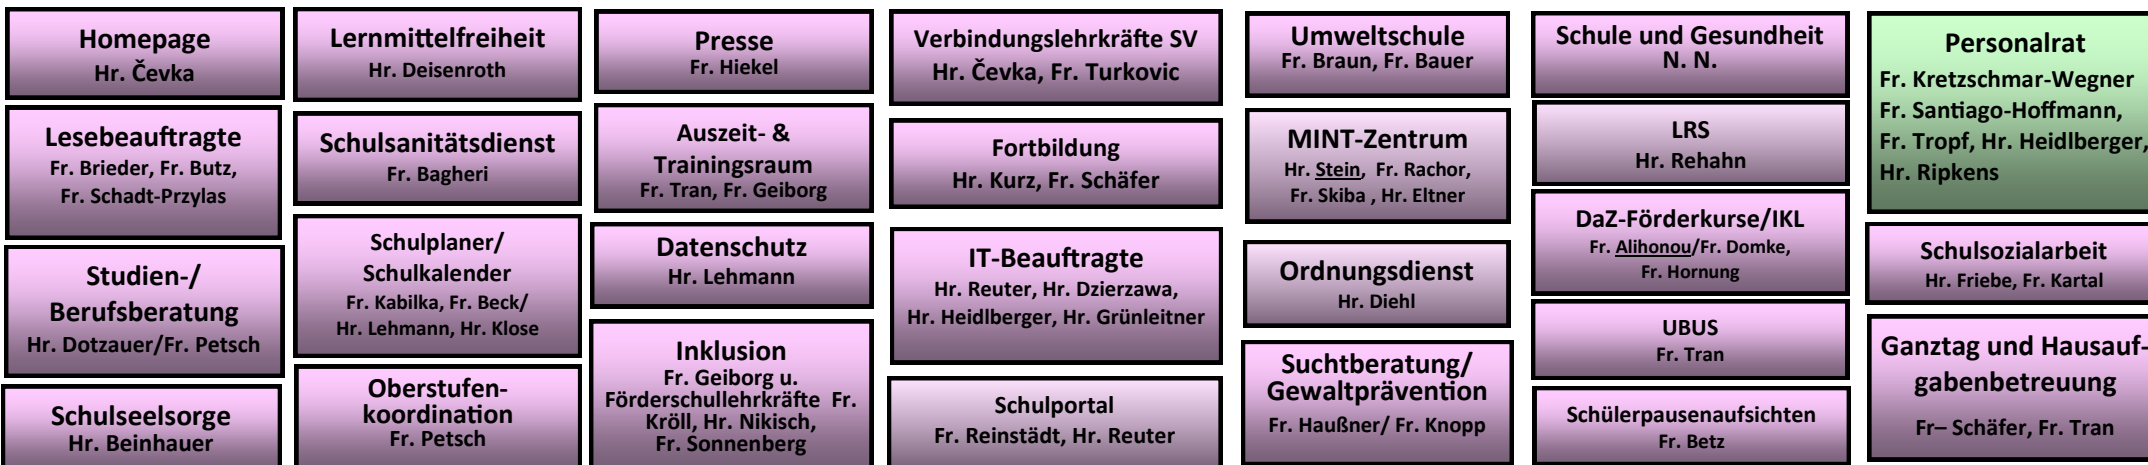 Homepage
Hr. Čevka
Lesebeauftragte
Fr. Brieder, Fr. Butz,
Fr. Schadt-Przylas
Studien-/
Berufsberatung
Hr. Dotzauer/Fr. Petsch
Schulseelsorge
Hr. Beinhauer
Lernmittelfreiheit
Hr. Deisenroth
Schulsanitätsdienst
Fr. Bagheri
Schulplaner/
Schulkalender
Fr. Kabilka, Fr. Beck/
Hr. Lehmann, Hr. Klose
Oberstufen-
koordination
Fr. Petsch
Presse
Fr. Hiekel
Auszeit- &
Trainingsraum
Fr. Tran, Fr. Geiborg
Datenschutz
Hr. Lehmann
Inklusion
Fr. Geiborg u.
Förderschullehrkräfte Fr.
Kröll, Hr. Nikisch,
Fr. Sonnenberg
Verbindungslehrkräfte SV
Hr. Čevka, Fr. Turkovic
Fortbildung
Hr. Kurz, Fr. Schäfer
IT-Beauftragte
Hr. Reuter, Hr. Dzierzawa,
Hr. Heidlberger, Hr. Grünleitner
Schulportal
Fr. Reinstädt, Hr. Reuter
Umweltschule
Fr. Braun, Fr. Bauer
MINT-Zentrum
Hr. Stein, Fr. Rachor,
Fr. Skiba , Hr. Eltner
Ordnungsdienst
Hr. Diehl
Suchtberatung/
Gewaltprävention
Fr. Haußner/ Fr. Knopp
Schule und Gesundheit
N. N.
LRS
Hr. Rehahn
DaZ-Förderkurse/IKL
Fr. Alihonou/Fr. Domke,
Fr. Hornung
UBUS
Fr. Tran
Schülerpausenaufsichten
Fr. Betz
Personalrat
Fr. Kretzschmar-Wegner
Fr. Santiago-Hoffmann,
Fr. Tropf, Hr. Heidlberger,
Hr. Ripkens
Schulsozialarbeit
Hr. Friebe, Fr. Kartal
Ganztag und Hausauf-
gabenbetreuung
Fr– Schäfer, Fr. Tran